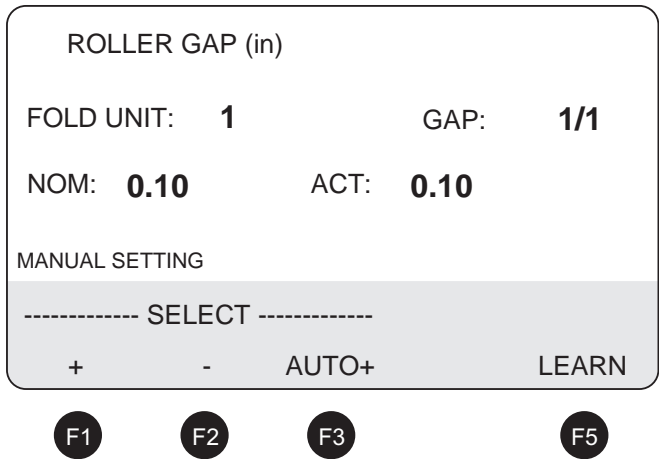 ROLLER GAP (in)
FOLD UNIT: 1 GAP: 1/1
NOM: 0.10 ACT: 0.10
MANUAL SETTING
------------- SELECT -------------
+ - AUTO+ LEARN
F1 F2 F3 F5